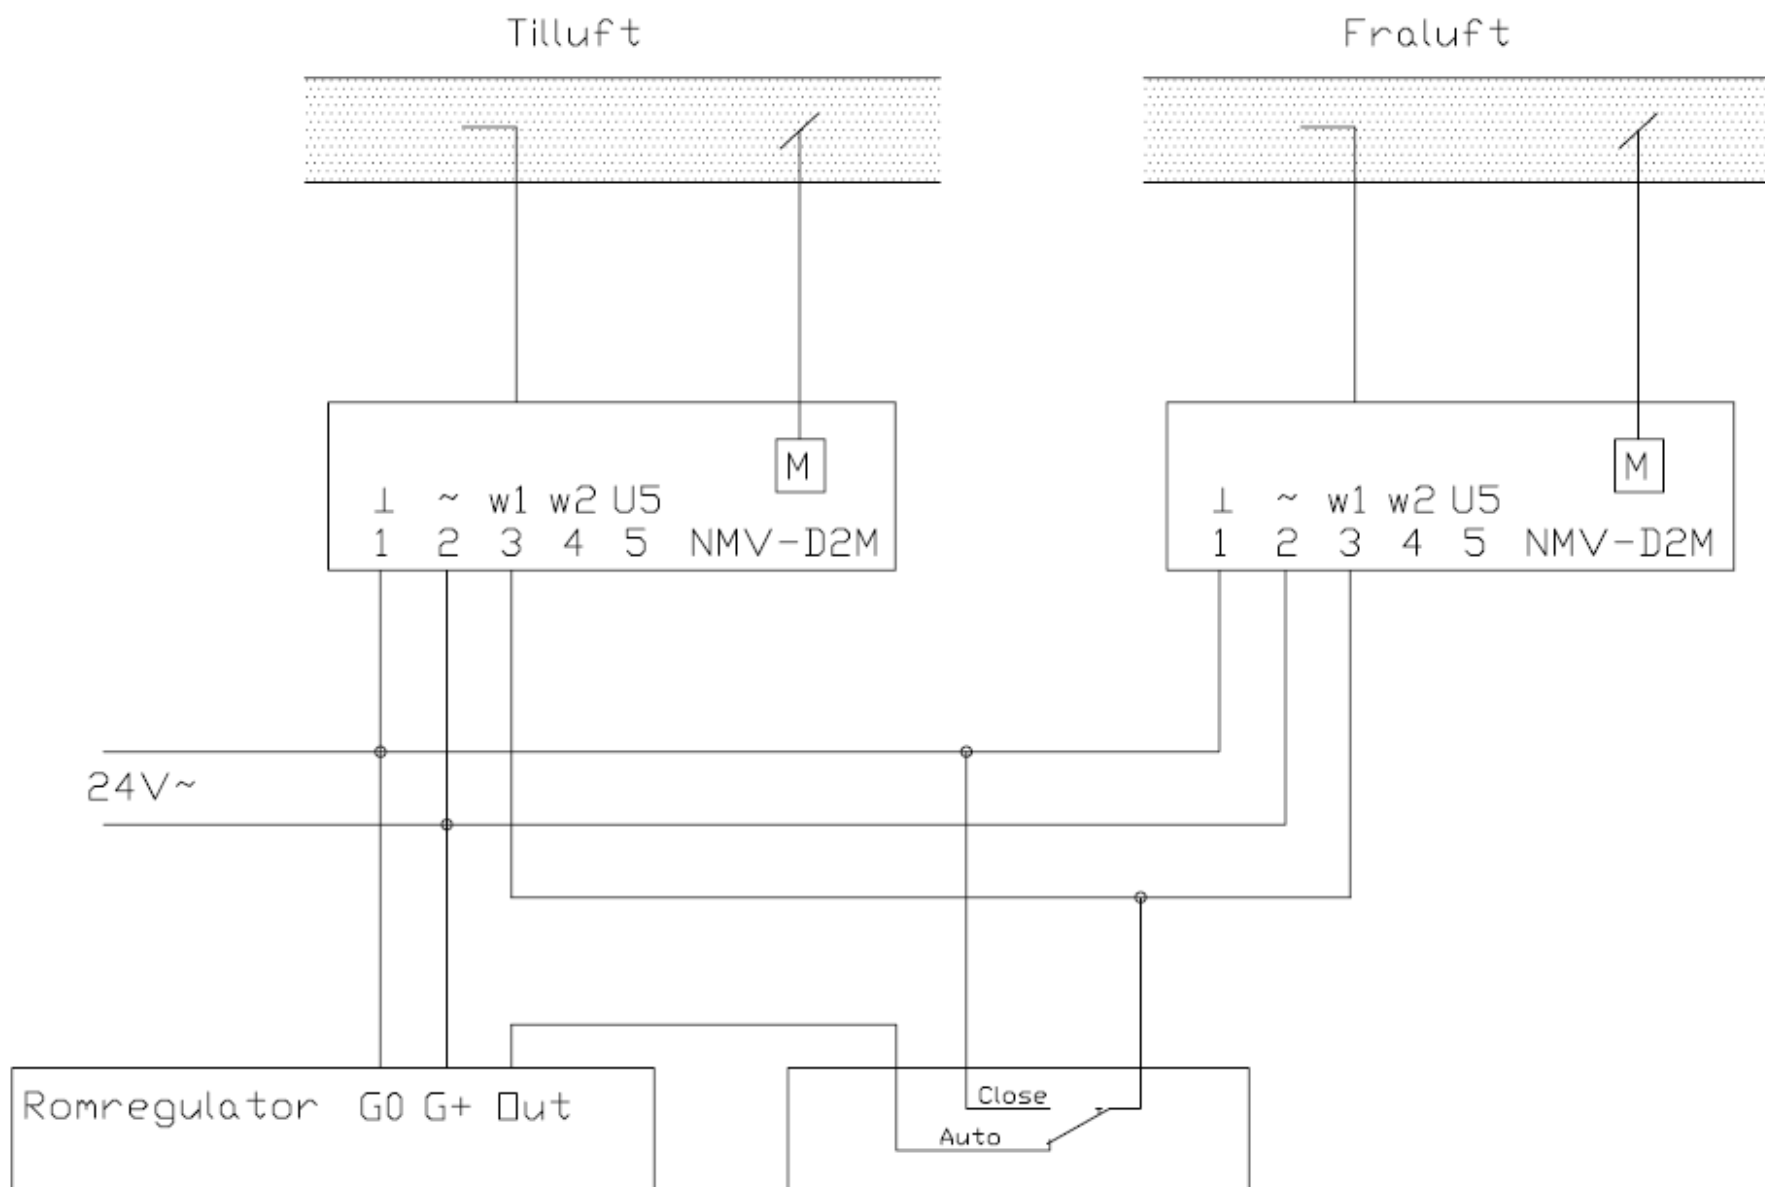 Tilluft
Fraluft
M
M
⊥ ~ w1 w2 U5
1 2 3 4 5 NMV-D2M
⊥ ~ w1 w2 U5
1 2 3 4 5 NMV-D2M
24V~
Romregulator G0 G+ Out
Close
Auto